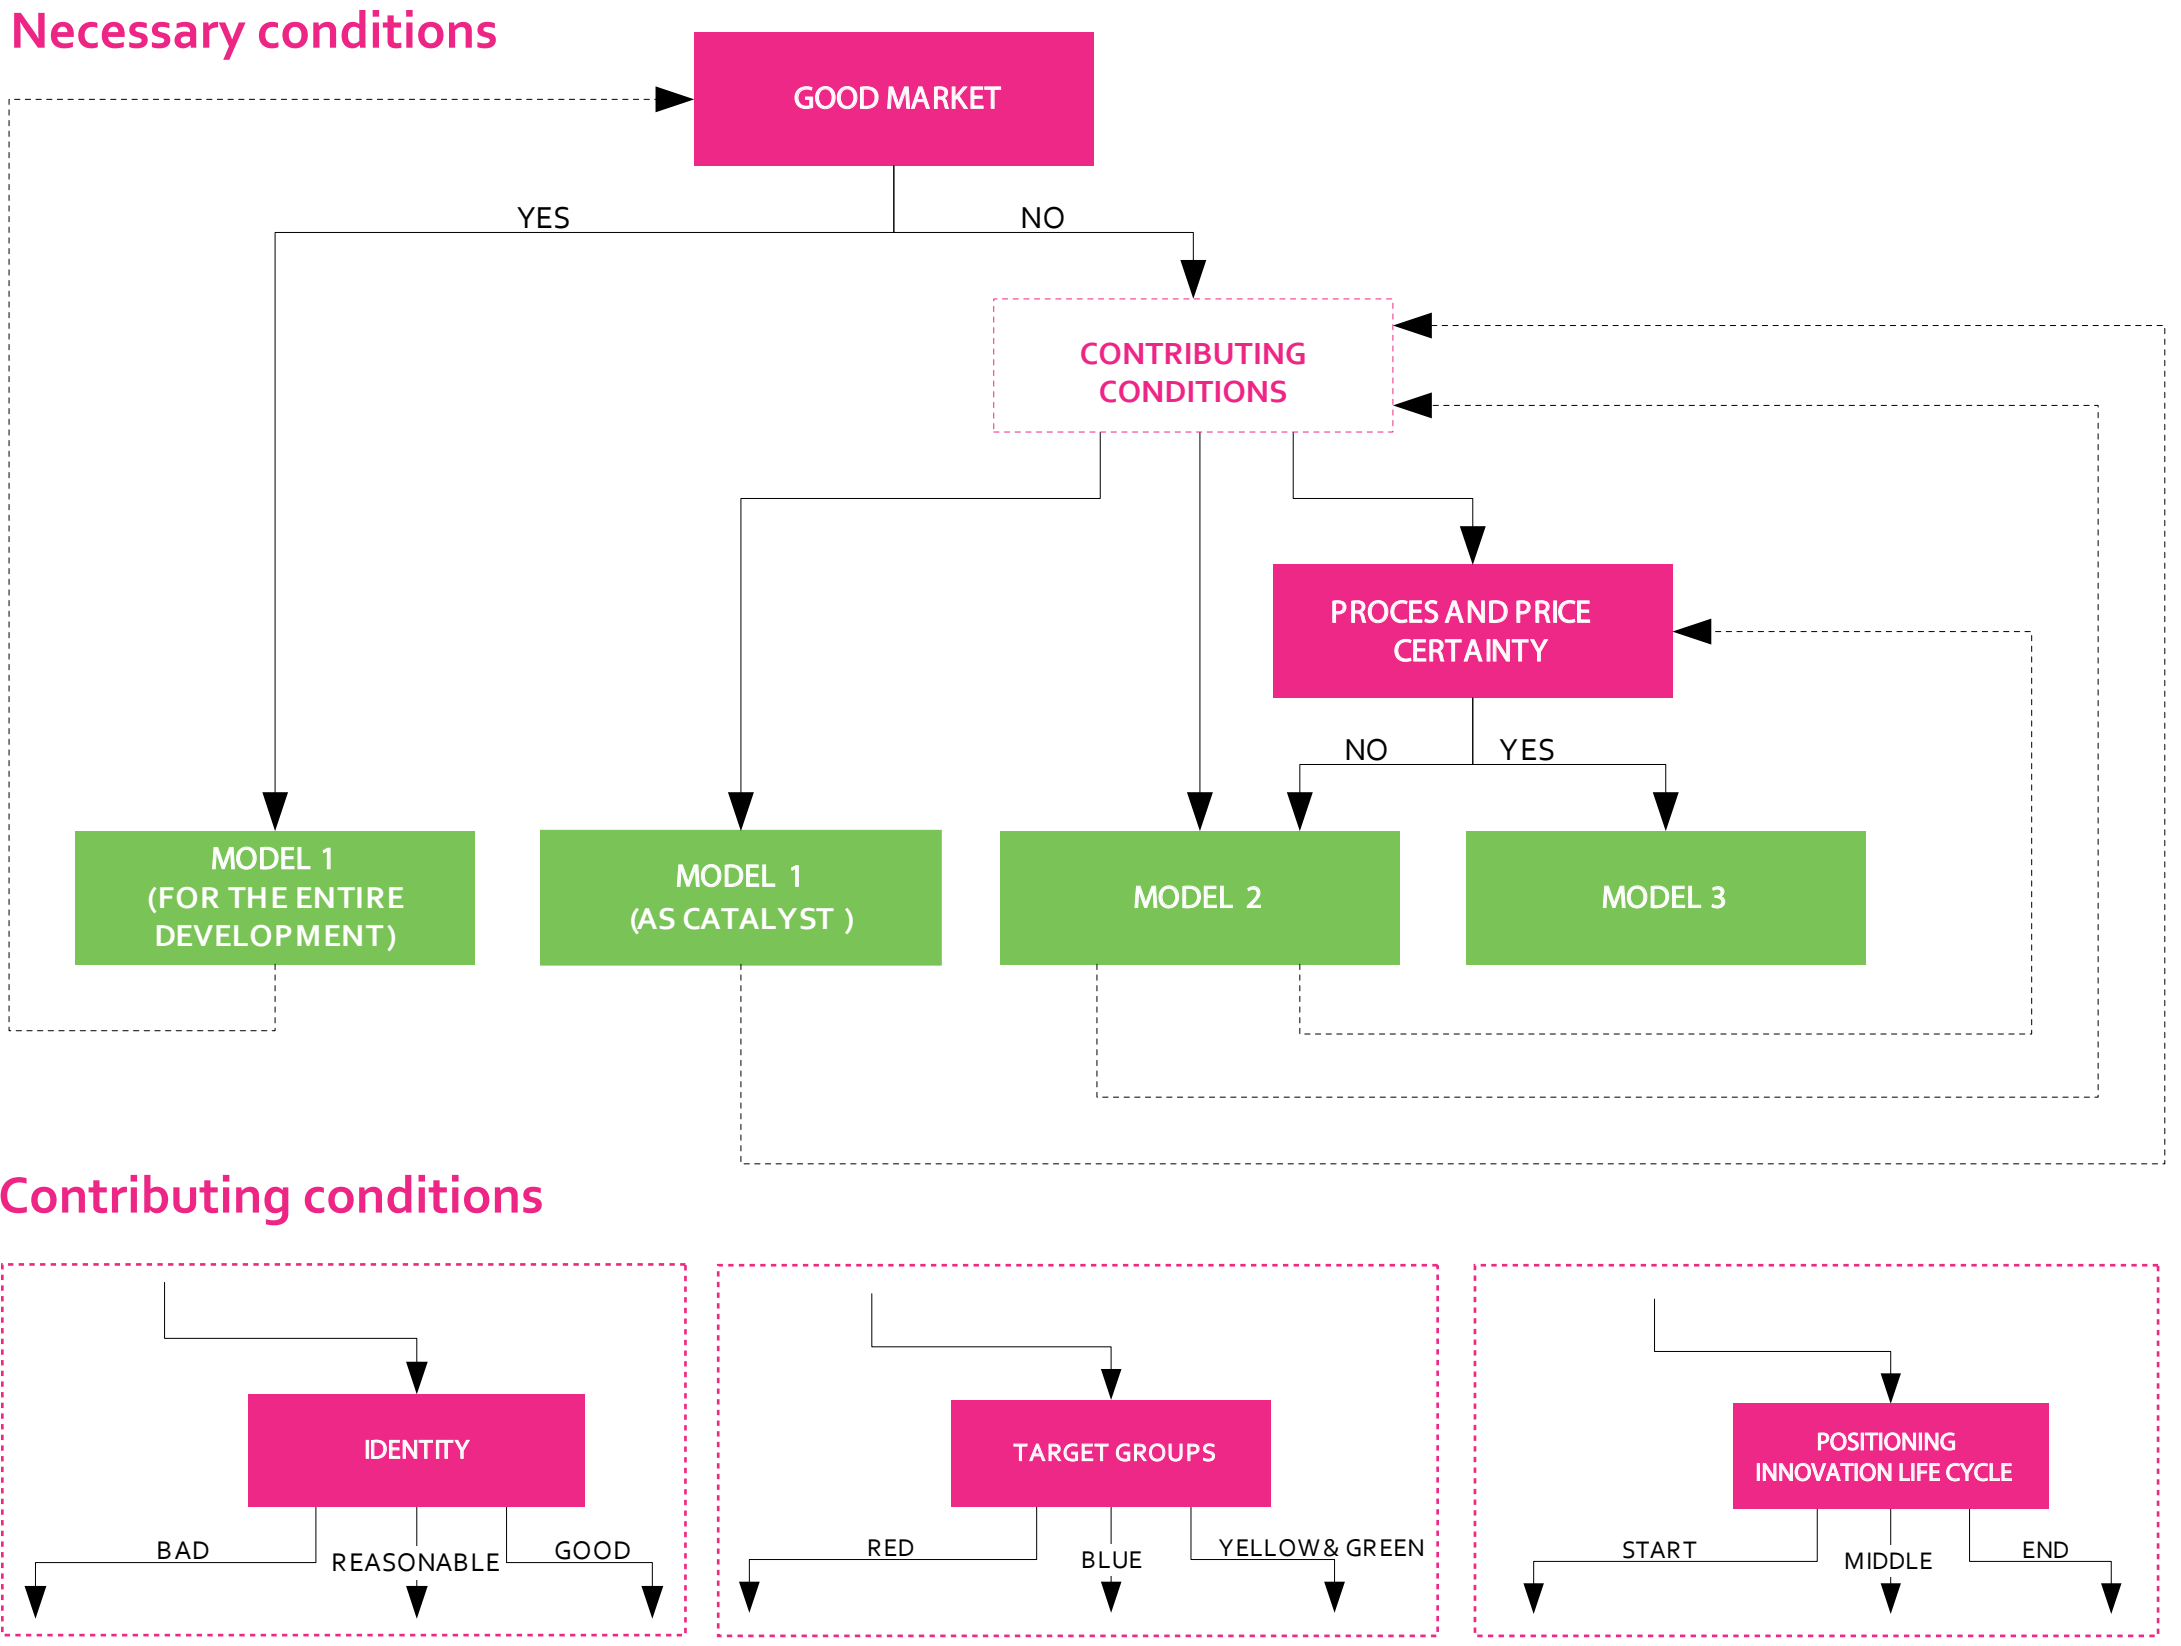 Necessary conditions
GOOD MARKET
YES
NO
CONTRIBUTING
CONDITIONS
PROCES AND PRICE
CERTAINTY
NO
YES
MODEL 1
(FOR THE ENTIRE
DEVELOPMENT)
MODEL 1
(AS CATALYST )
MODEL 2
MODEL 3
Contributing conditions
IDENTITY
BAD
REASONABLE
GOOD
TARGET GROUPS
RED
BLUE
YELLOW & GREEN
POSITIONING
INNOVATION LIFE CYCLE
START
MIDDLE
END